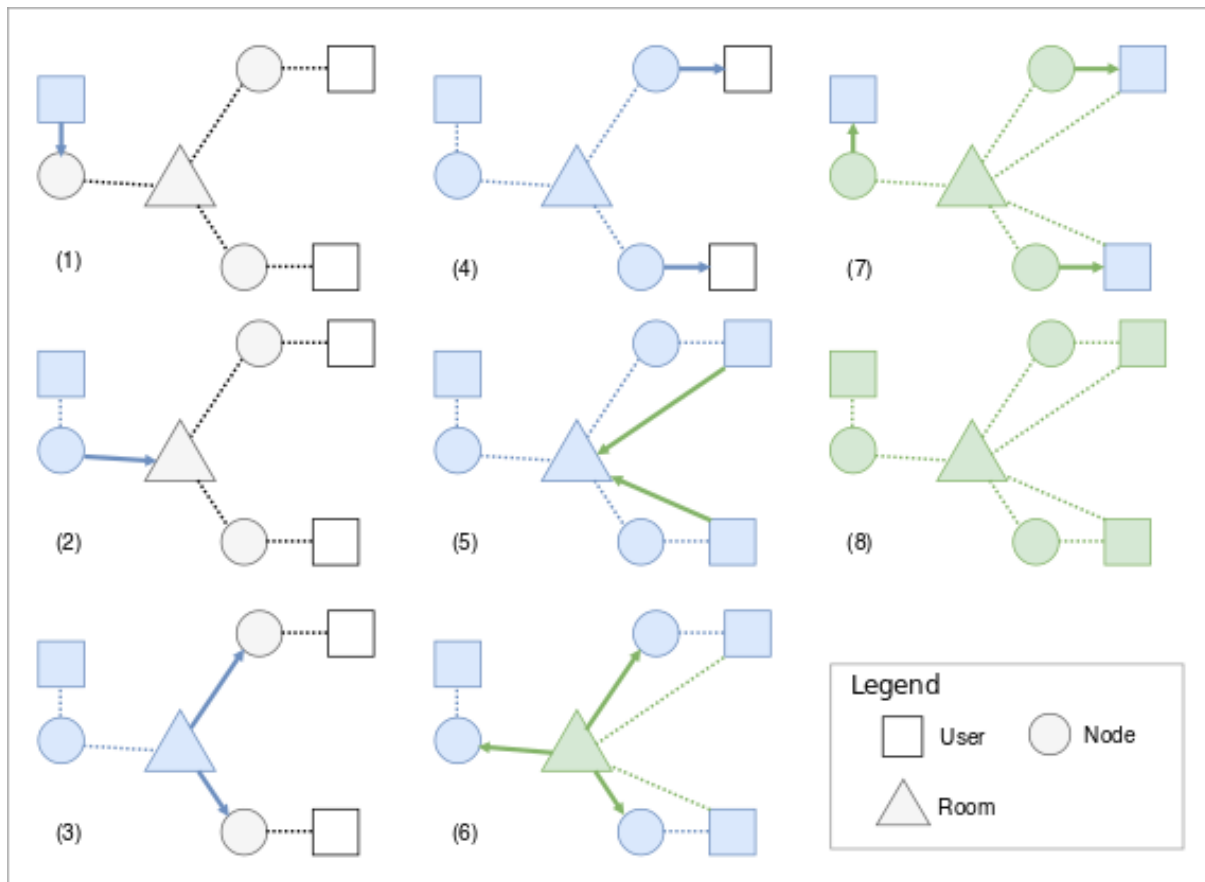 (1)
(4)
(7)
(2)
(5)
(8)
(3)
(6)
Legend
User
Node
Room